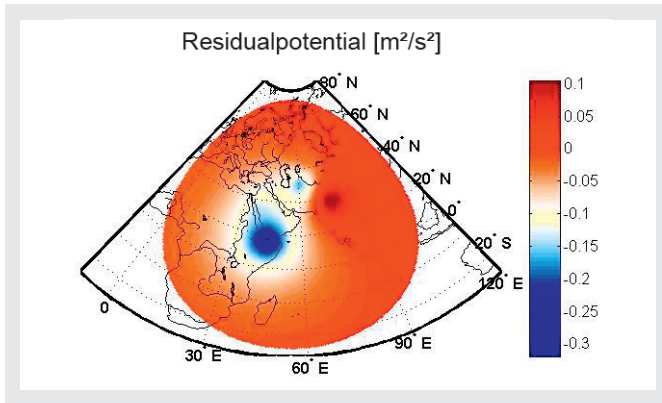 Residualpotential [m²/s²]
80° N
60° N
40° N
20° N
0°
20° S
120° E
90° E
60° E
30° E
0
0.1
0.05
0
-0.05
-0.1
-0.15
-0.2
-0.25
-0.3